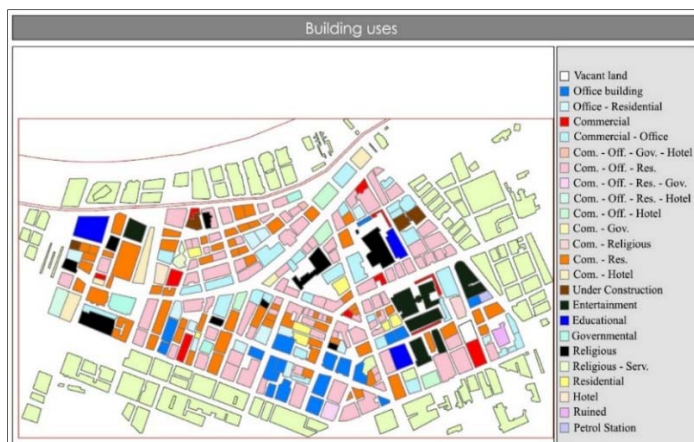 Building uses
Vacant land
Office building
Office - Residential
Commercial
Commercial - Office
Com. - Off. - Gov. - Hotel
Com. - Off. - Res.
Com. - Off. - Res. - Gov.
Com. - Off. - Res. - Hotel
Com. - Off. - Hotel
Com. - Gov.
Com. - Religious
Com. - Res.
Com. - Hotel
Under Construction
Entertainment
Educational
Governmental
Religious
Religious - Serv.
Residential
Hotel
Ruined
Petrol Station